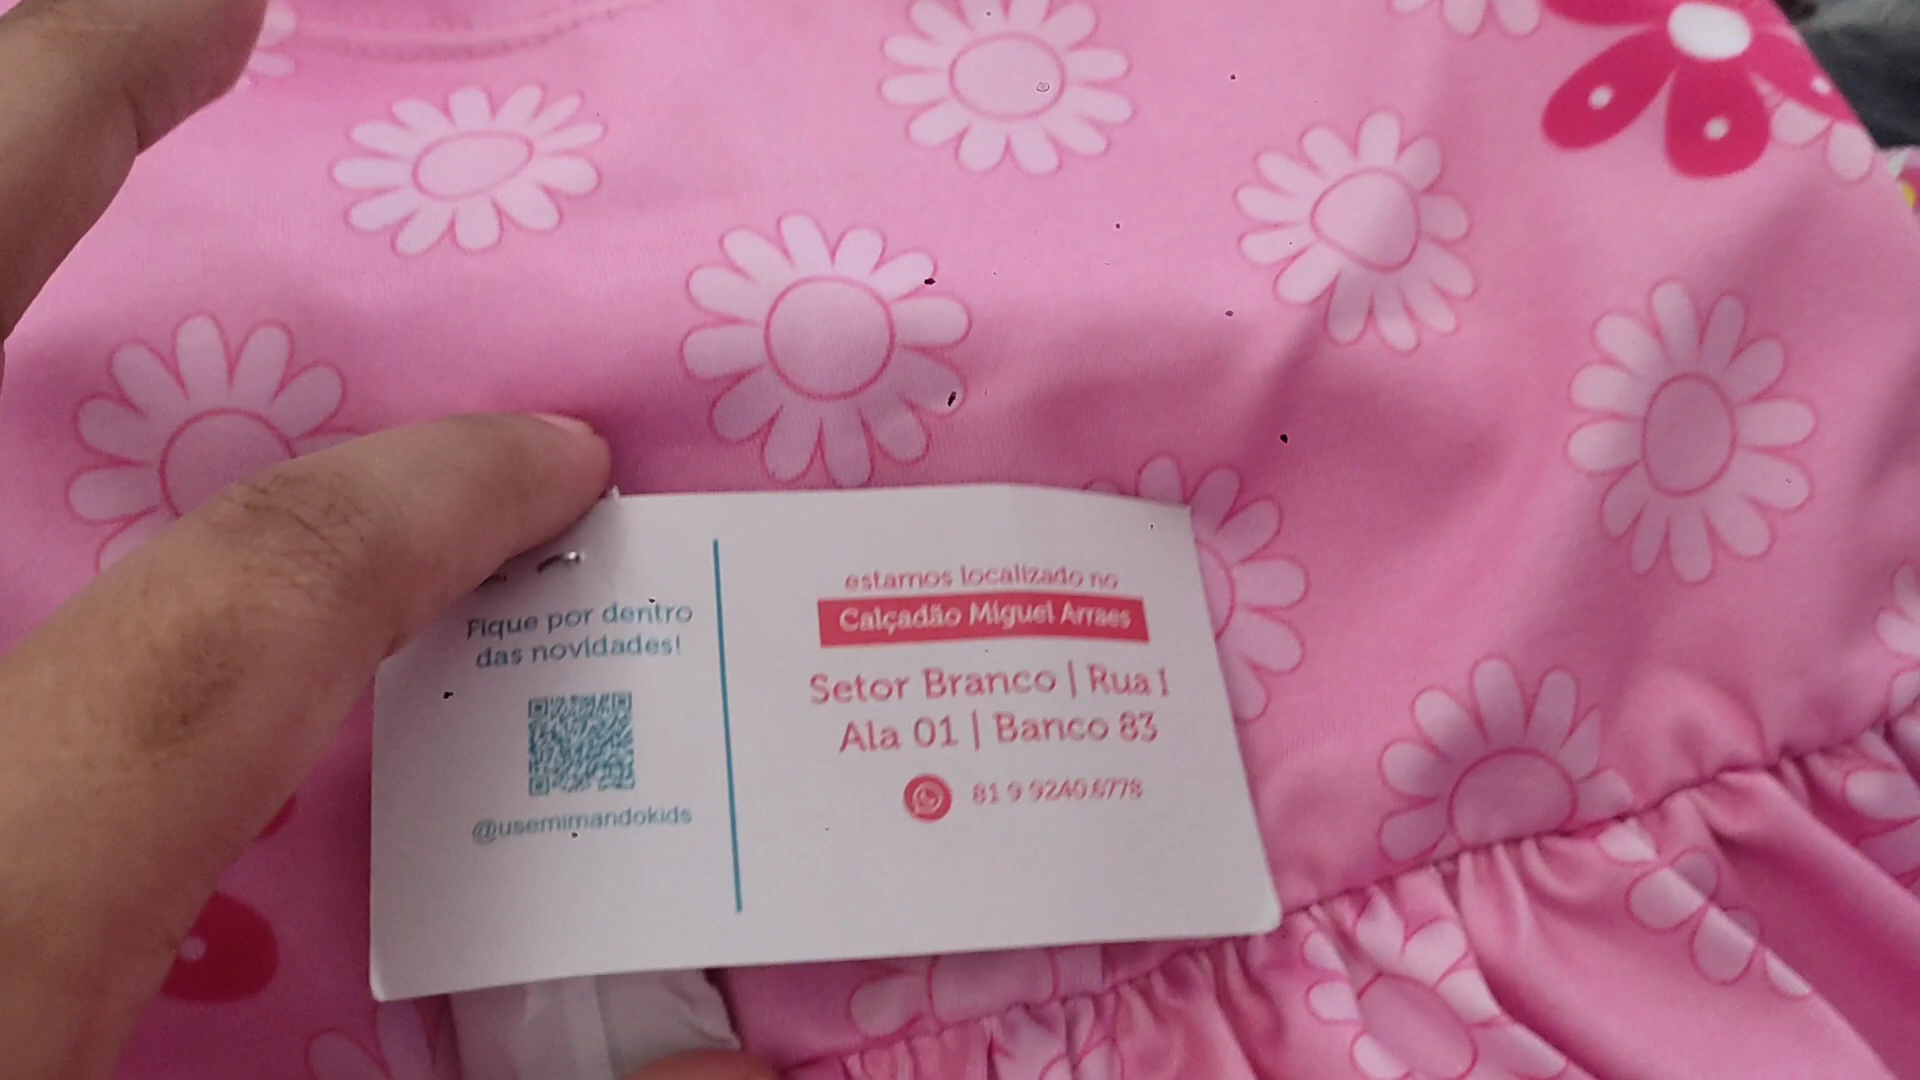 Fique por dentro
das novidades!
@usemimandokids
estamos localizado no
Calçadão Miguel Arraes
Setor Branco | Rua J
Ala 01 | Banco 83
81 9 9240.6778